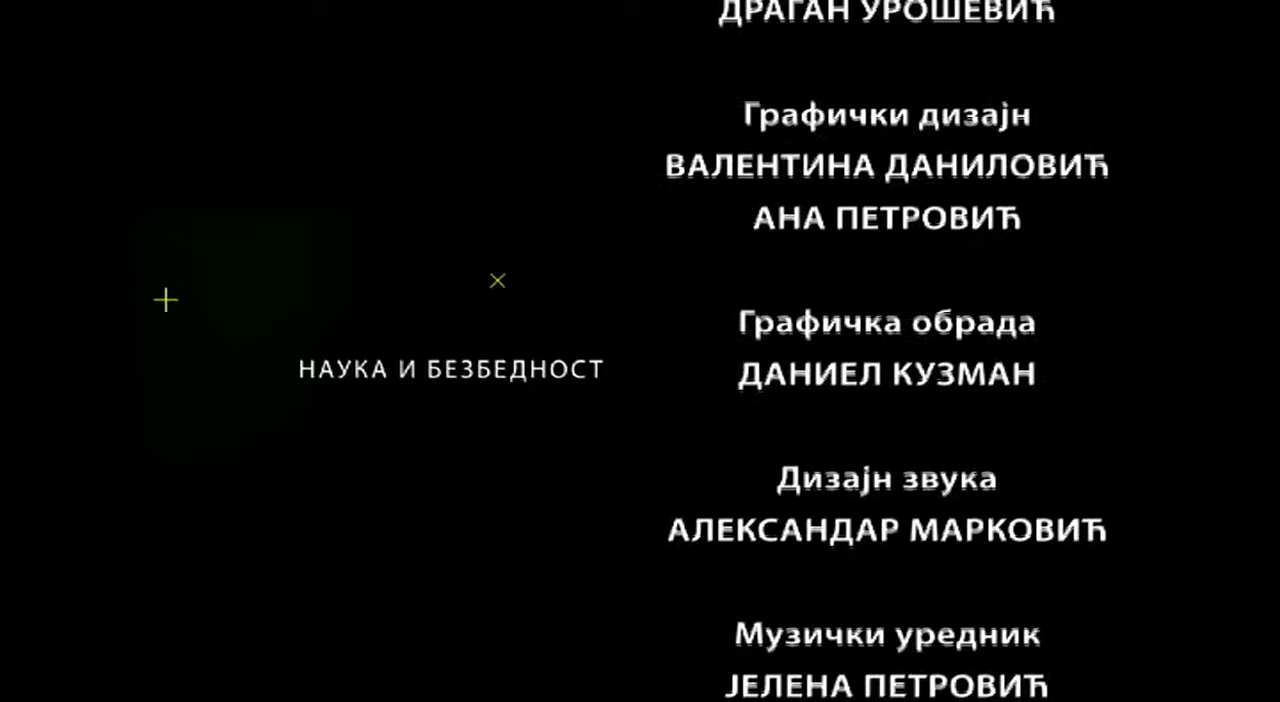 ДРАГАН УРОШЕВИЋ
Графички дизајн
ВАЛЕНТИНА ДАНИЛОВИЋ
АНА ПЕТРОВИЋ
Графичка обрада
ДАНИЕЛ КУЗМАН
НАУКА И БЕЗБЕДНОСТ
Дизајн звука
АЛЕКСАНДАР МАРКОВИЋ
Музички уредник
ЈЕЛЕНА ПЕТРОВИЋ